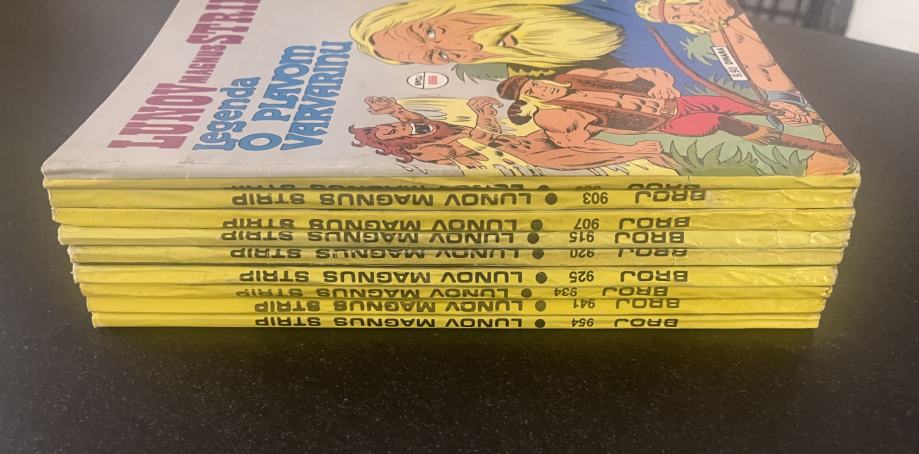 LUNOV MAGNUS STRIP
Legenda
O PLAVOM
VARVARINU
BROJ 903 ● LUNOV MAGNUS STRIP
BROJ 907 ● LUNOV MAGNUS STRIP
BROJ 915 ● LUNOV MAGNUS STRIP
BROJ 920 ● LUNOV MAGNUS STRIP
BROJ 925 ● LUNOV MAGNUS STRIP
BROJ 934 ● LUNOV MAGNUS STRIP
BROJ 941 ● LUNOV MAGNUS STRIP
BROJ 954 ● LUNOV MAGNUS STRIP